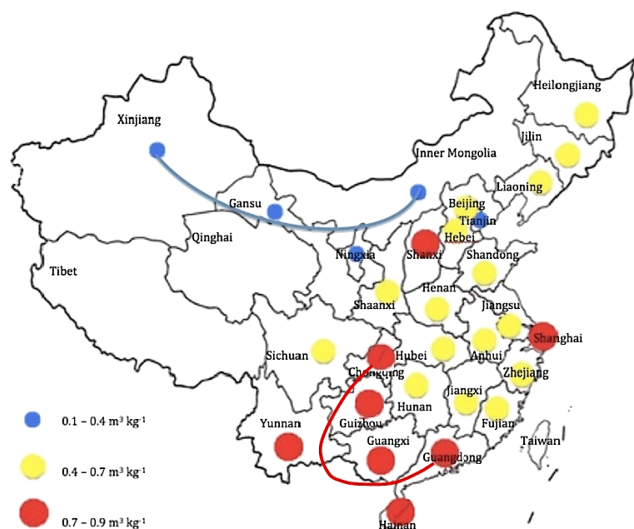 Heilongjiang
Xinjiang
Jilin
Inner Mongolia
Liaoning
Gansu
Beijing
Tianjin
Qinghai
Hebei
Ningxia
Shanxi
Shandong
Tibet
Henan
Shaanxi
Jiangsu
Shanghai
Sichuan
Hubei
Anhui
Chongqing
Zhejiang
Jiangxi
Hunan
0.1 – 0.4 m³ kg⁻¹
Yunnan
Guizhou
Fujian
Guangxi
Taiwan
Guangdong
0.4 – 0.7 m³ kg⁻¹
0.7 – 0.9 m³ kg⁻¹
Hainan